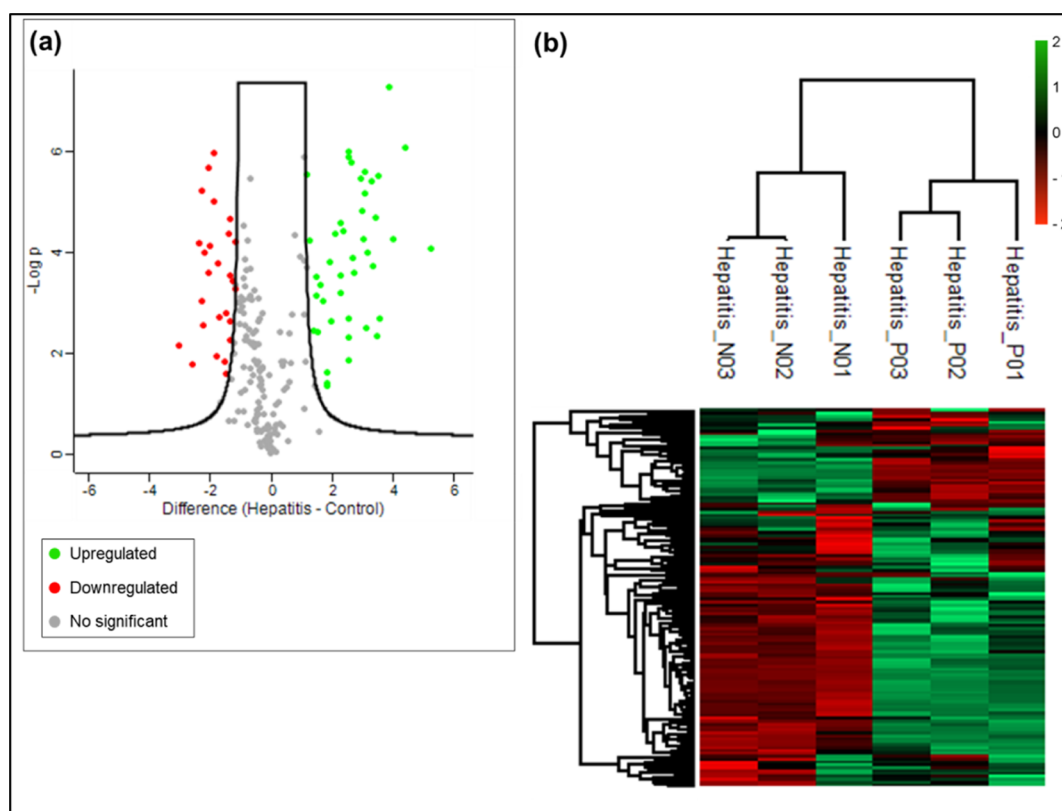 (a)
-Log p
6
4
2
0
-6
-4
-2
0
2
4
6
Difference (Hepatitis - Control)
Upregulated
Downregulated
No significant
(b)
2
1
0
Hepatitis_N03
Hepatitis_N02
Hepatitis_N01
Hepatitis_P03
Hepatitis_P02
Hepatitis_P01